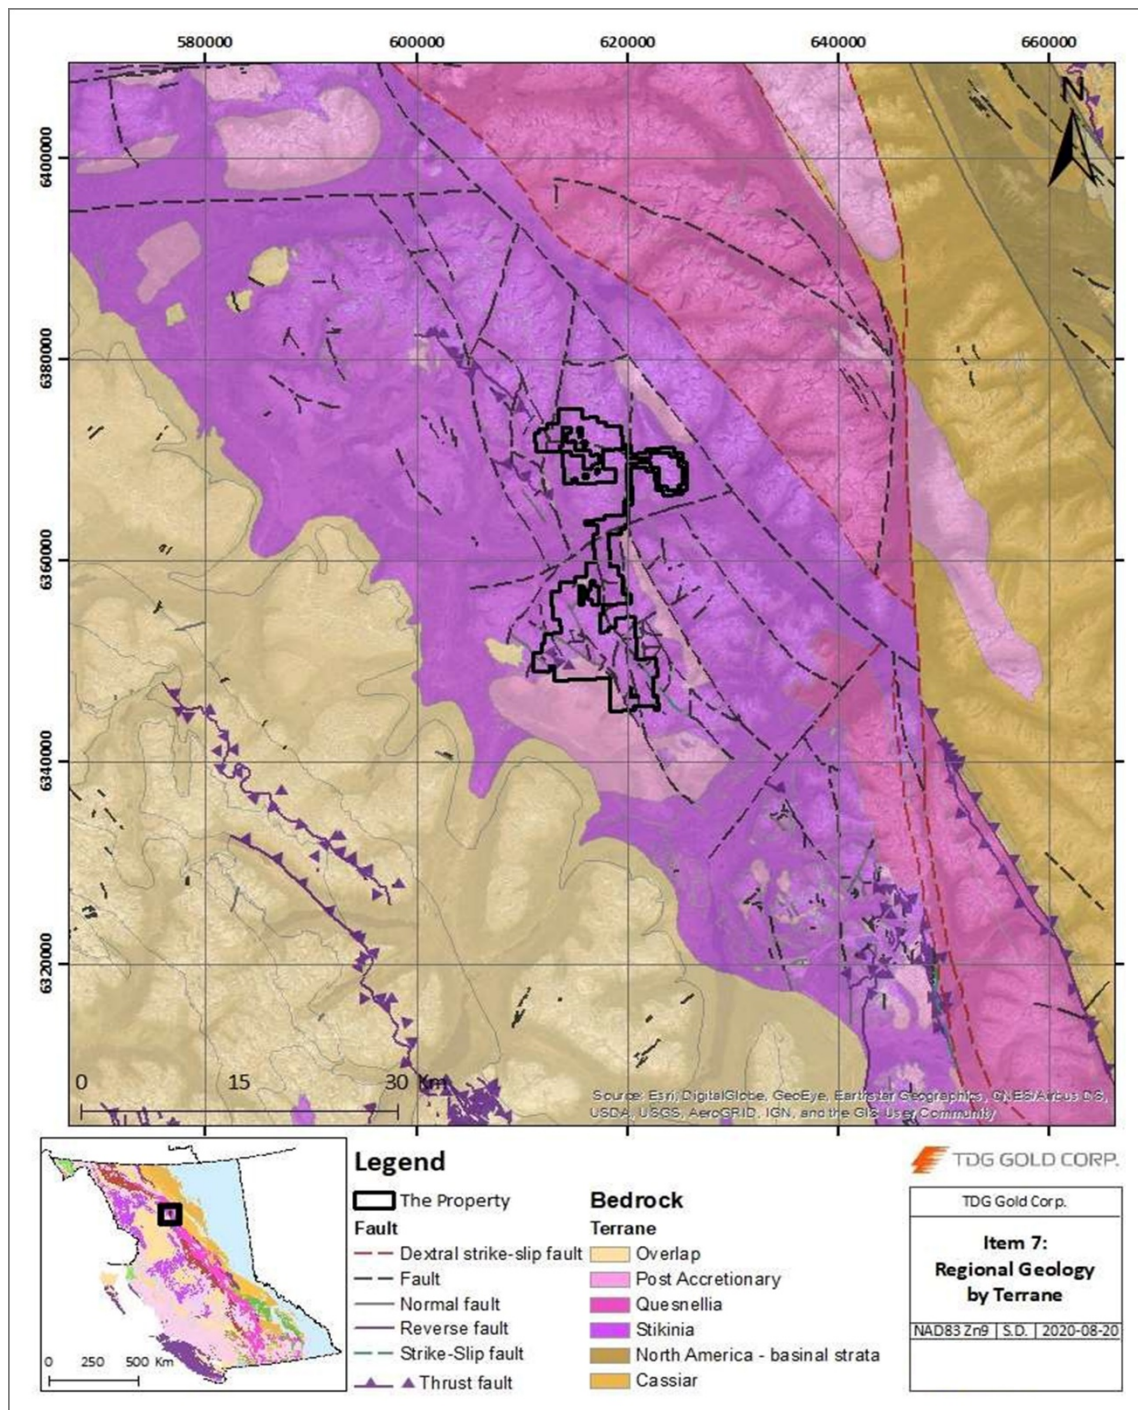 580000 600000 620000 640000 660000
6400000
6380000
6360000
6340000
6320000
N
0 15 30 Km
Source: Esri, DigitalGlobe, GeoEye, Earthstar Geographics, CNES/Airbus DS,
USDA, USGS, AeroGRID, IGN, and the GIS User Community
0 250 500 Km
Legend
The Property
Fault
Dextral strike-slip fault
Fault
Normal fault
Reverse fault
Strike-Slip fault
Thrust fault
Bedrock
Terrane
Overlap
Post Accretionary
Quesnellia
Stikinia
North America - basinal strata
Cassiar
TDG GOLD CORP.
TDG Gold Corp.
Item 7:
Regional Geology
by Terrane
NAD83 Zn9 S.D. 2020-08-20